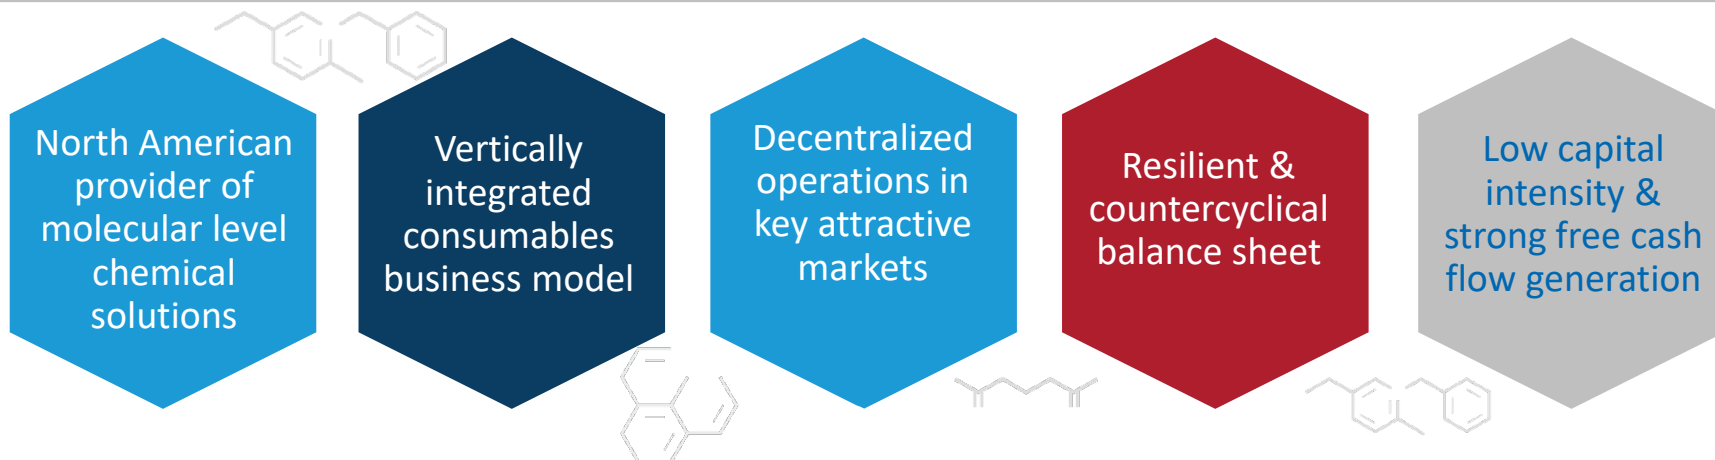 North American
provider of
molecular level
chemical
solutions
Vertically
integrated
consumables
business model
Decentralized
operations in
key attractive
markets
Resilient &
countercyclical
balance sheet
Low capital
intensity &
strong free cash
flow generation